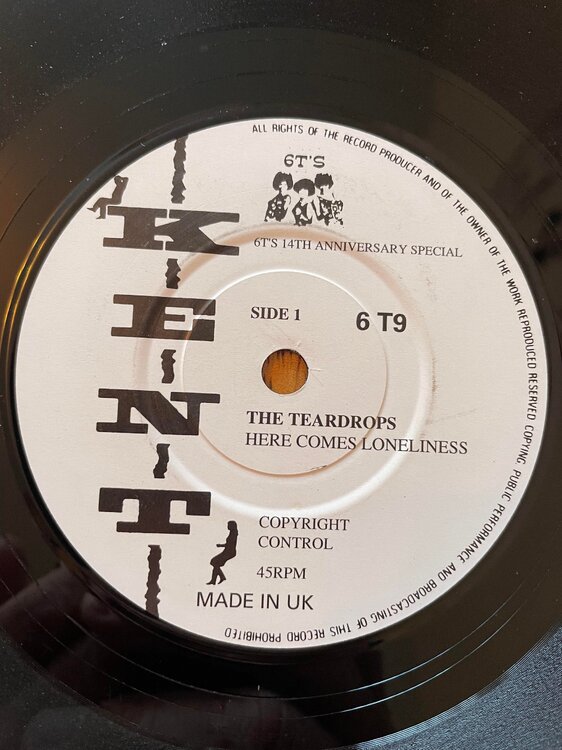 ALL RIGHTS OF THE RECORD PRODUCER AND OF THE OWNER OF THE WORK REPRODUCED RESERVED COPYING PUBLIC PERFORMANCE AND BROADCASTING OF THIS RECORD PROHIBITED
6T'S
6T'S 14TH ANNIVERSARY SPECIAL
KENT
SIDE 1
6 T9
THE TEARDROPS
HERE COMES LONELINESS
COPYRIGHT
CONTROL
45RPM
MADE IN UK